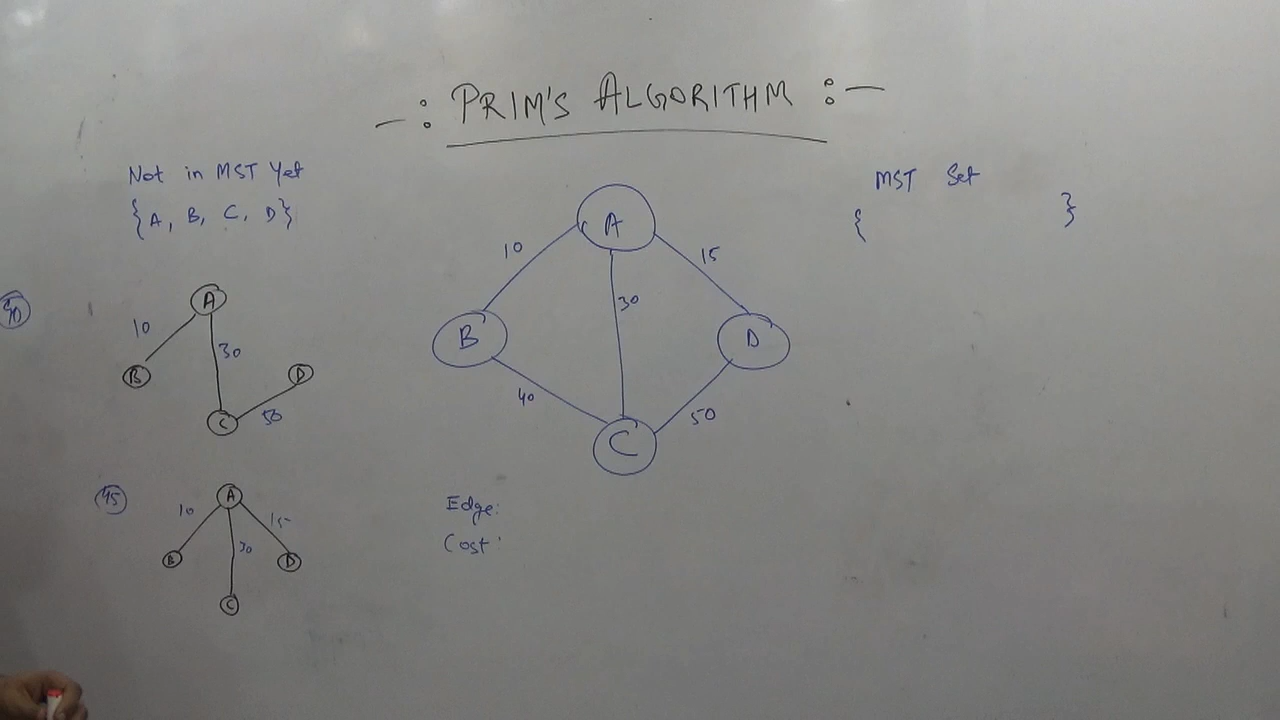 -: PRIM'S ALGORITHM :-
Not in MST Yet
{A, B, C, D}
MST Set
{ }
A
10
15
30
B
D
40
50
C
90
A
10
30
B
D
50
C
45
A
10
15
30
B
D
C
Edge:
Cost: